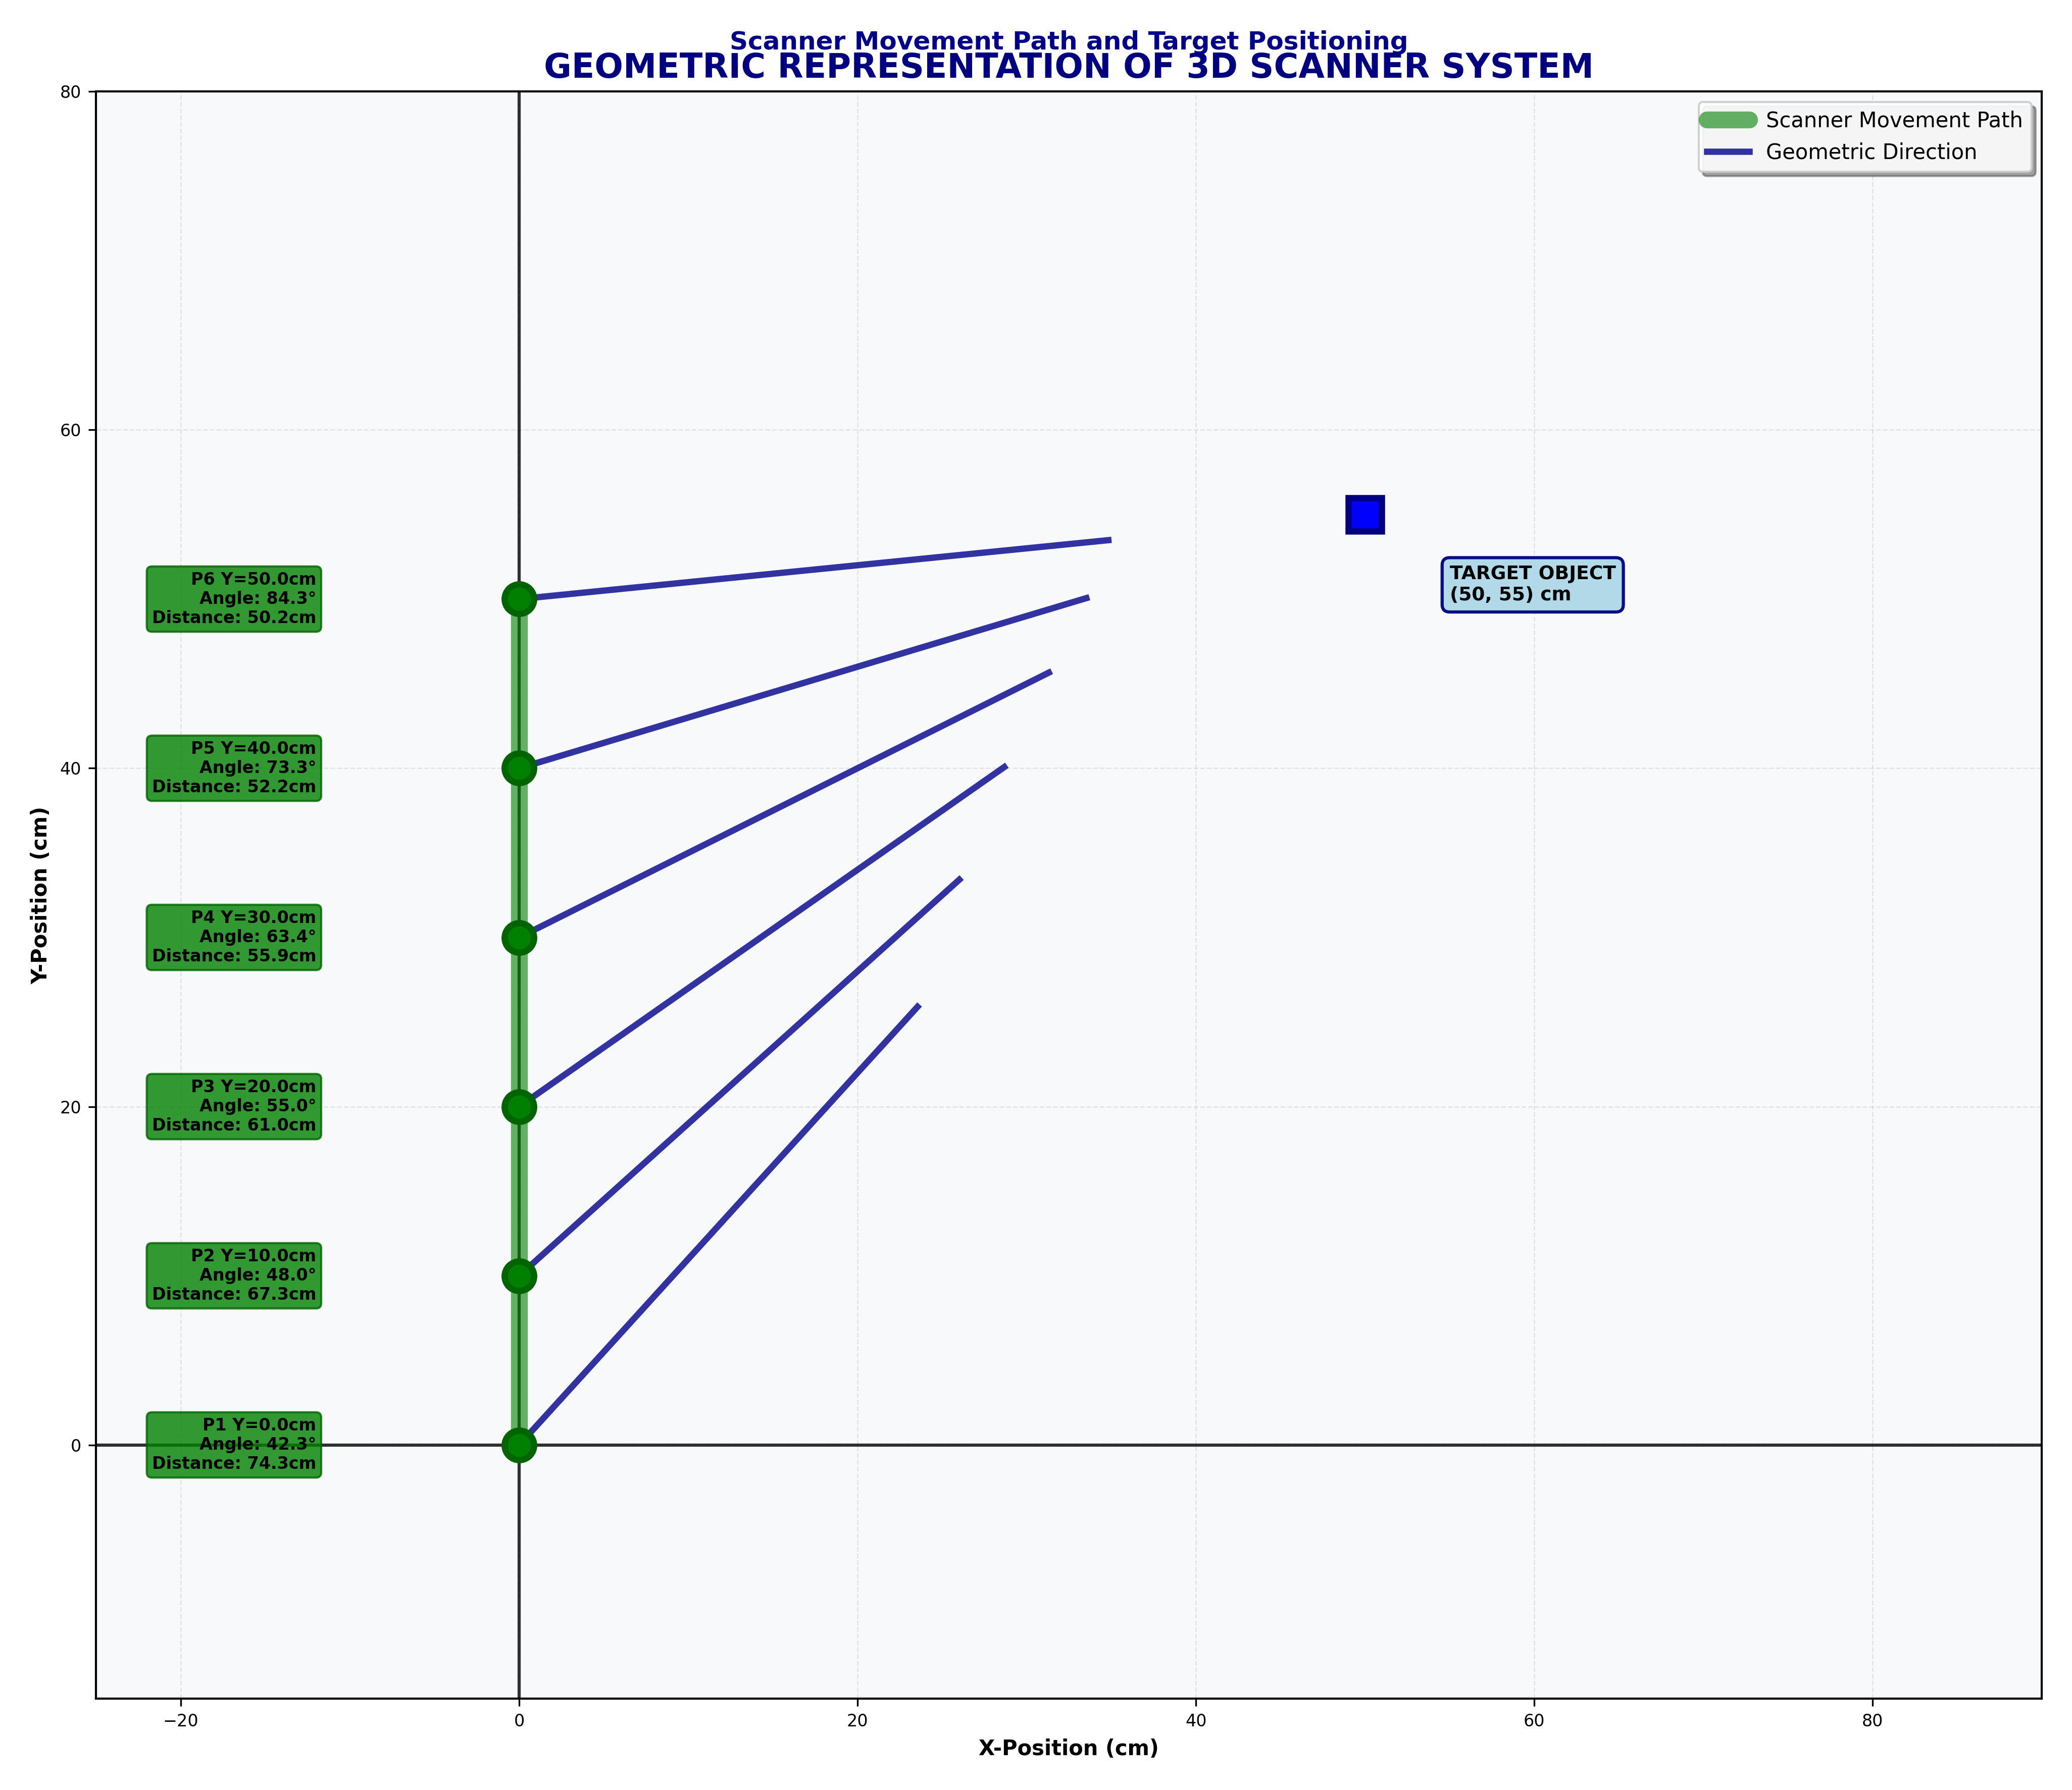 Scanner Movement Path and Target Positioning
GEOMETRIC REPRESENTATION OF 3D SCANNER SYSTEM
Scanner Movement Path
Geometric Direction
TARGET OBJECT
(50, 55) cm
P6 Y=50.0cm
Angle: 84.3°
Distance: 50.2cm
P5 Y=40.0cm
Angle: 73.3°
Distance: 52.2cm
P4 Y=30.0cm
Angle: 63.4°
Distance: 55.9cm
P3 Y=20.0cm
Angle: 55.0°
Distance: 61.0cm
P2 Y=10.0cm
Angle: 48.0°
Distance: 67.3cm
P1 Y=0.0cm
Angle: 42.3°
Distance: 74.3cm
Y-Position (cm)
80
60
40
20
0
−20
0
20
40
60
80
X-Position (cm)